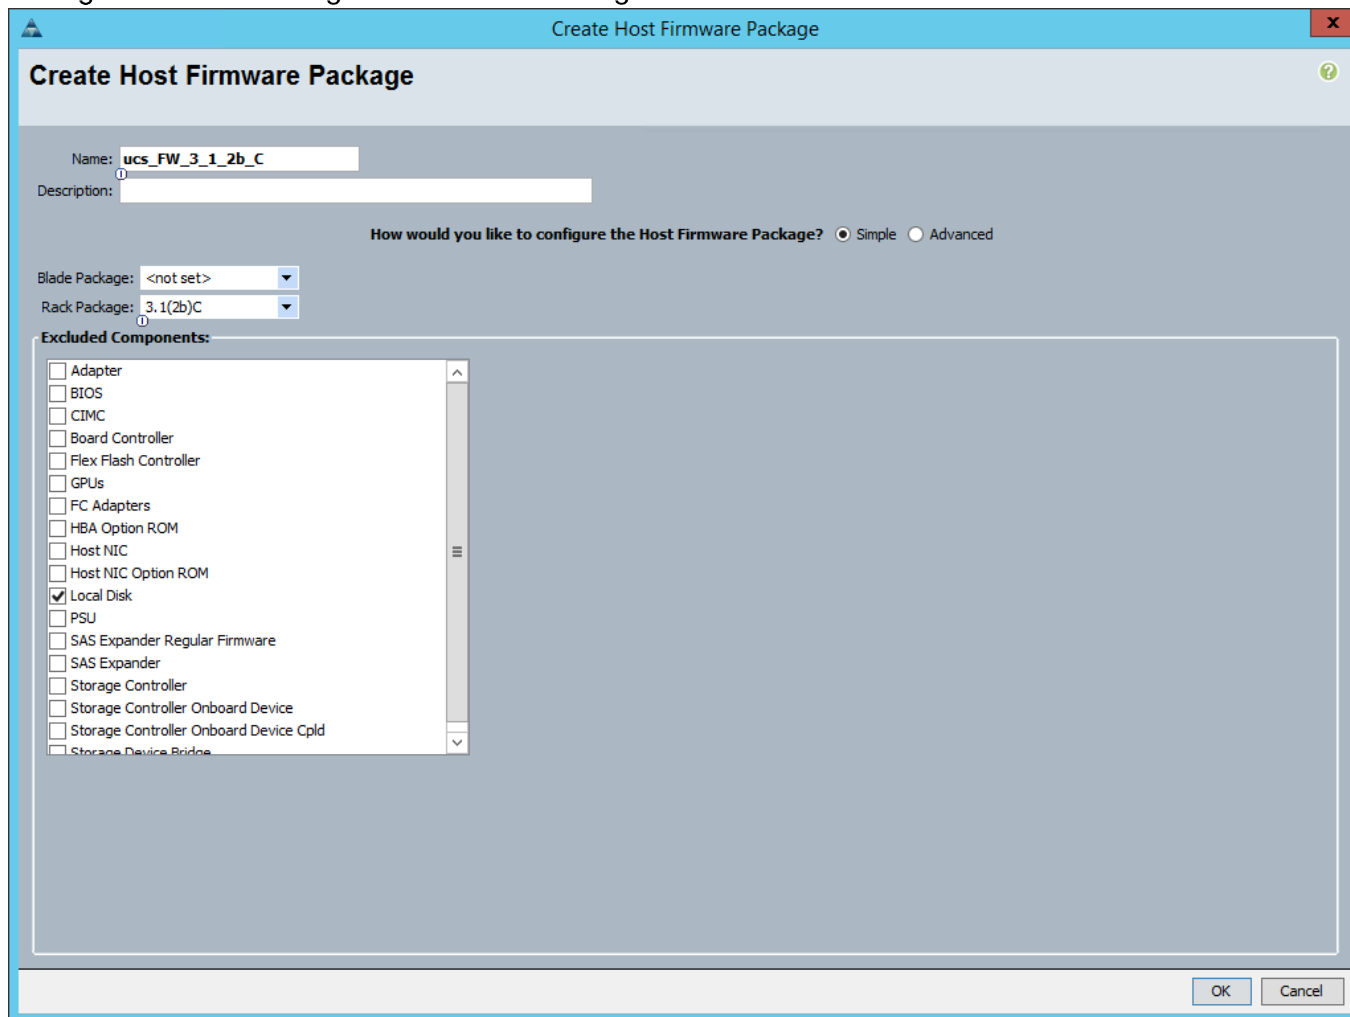 Create Host Firmware Package
x
Create Host Firmware Package
?
Name: ucs_FW_3_1_2b_C
Description:
How would you like to configure the Host Firmware Package? Simple Advanced
Blade Package: <not set>
Rack Package: 3.1(2b)C
Excluded Components:
Adapter
BIOS
CIMC
Board Controller
Flex Flash Controller
GPUs
FC Adapters
HBA Option ROM
Host NIC
Host NIC Option ROM
Local Disk
PSU
SAS Expander Regular Firmware
SAS Expander
Storage Controller
Storage Controller Onboard Device
Storage Controller Onboard Device Cpld
Storage Device Bridge
OK Cancel